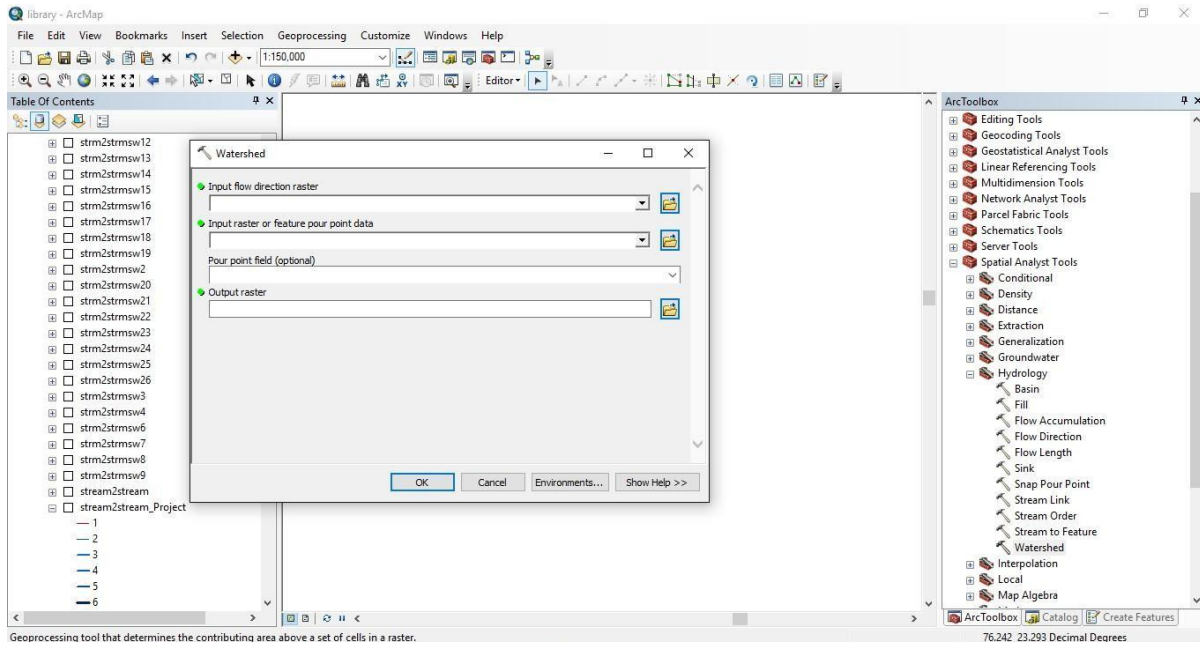 library - ArcMap
File Edit View Bookmarks Insert Selection Geoprocessing Customize Windows Help
1:150,000
Editor
Table Of Contents
strm2strmsw12
strm2strmsw13
strm2strmsw14
strm2strmsw15
strm2strmsw16
strm2strmsw17
strm2strmsw18
strm2strmsw19
strm2strmsw2
strm2strmsw20
strm2strmsw21
strm2strmsw22
strm2strmsw23
strm2strmsw24
strm2strmsw25
strm2strmsw26
strm2strmsw3
strm2strmsw4
strm2strmsw6
strm2strmsw7
strm2strmsw8
strm2strmsw9
stream2stream
stream2stream_Project
1
2
3
4
5
6
Watershed
Input flow direction raster
Input raster or feature pour point data
Pour point field (optional)
Output raster
OK Cancel Environments... Show Help >>
ArcToolbox
Editing Tools
Geocoding Tools
Geostatistical Analyst Tools
Linear Referencing Tools
Multidimension Tools
Network Analyst Tools
Parcel Fabric Tools
Schematics Tools
Server Tools
Spatial Analyst Tools
Conditional
Density
Distance
Extraction
Generalization
Groundwater
Hydrology
Basin
Fill
Flow Accumulation
Flow Direction
Flow Length
Sink
Snap Pour Point
Stream Link
Stream Order
Stream to Feature
Watershed
Interpolation
Local
Map Algebra
ArcToolbox Catalog Create Features
Geoprocessing tool that determines the contributing area above a set of cells in a raster.
76.242 23.293 Decimal Degrees